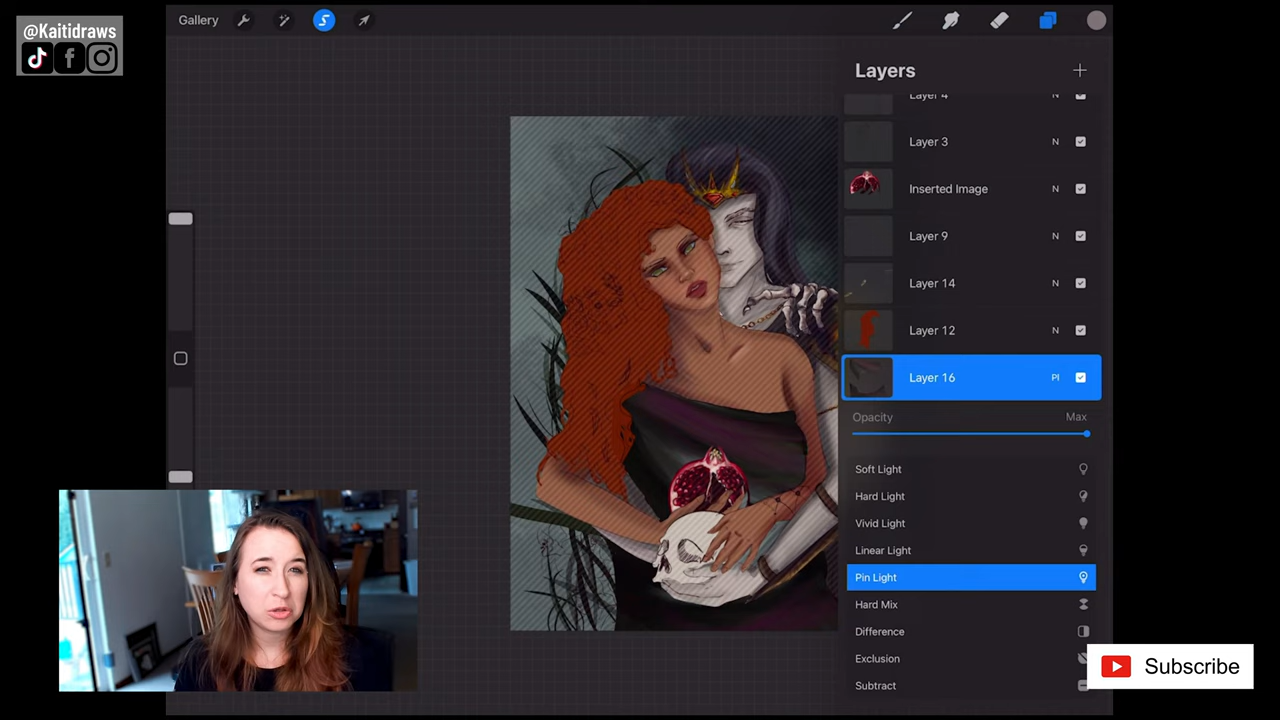 @Kaitidraws
Gallery
Layers
Layer 4
N
Layer 3
N
Inserted Image
N
Layer 9
N
Layer 14
N
Layer 12
N
Layer 16
Pl
Opacity
Max
Soft Light
Hard Light
Vivid Light
Linear Light
Pin Light
Hard Mix
Difference
Exclusion
Subtract
Subscribe